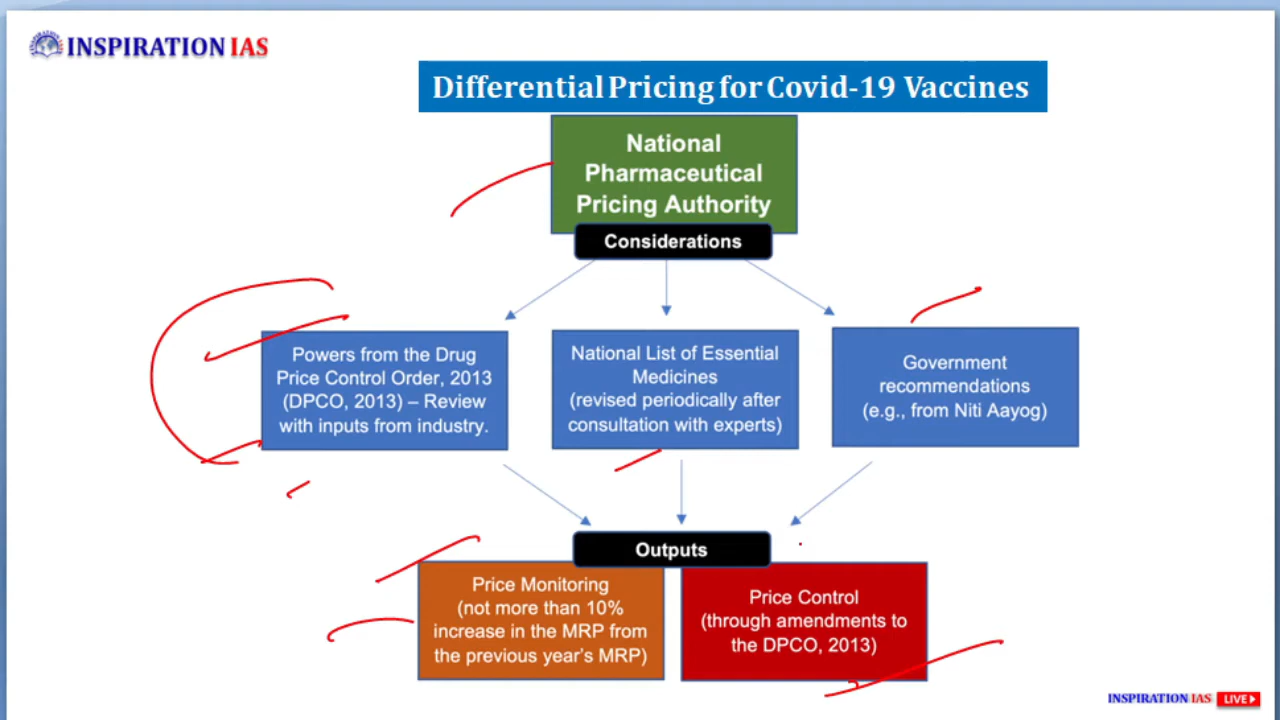 INSPIRATION IAS
Differential Pricing for Covid-19 Vaccines
National
Pharmaceutical
Pricing Authority
Considerations
Powers from the Drug
Price Control Order, 2013
(DPCO, 2013) – Review
with inputs from industry.
National List of Essential
Medicines
(revised periodically after
consultation with experts)
Government
recommendations
(e.g., from Niti Aayog)
Outputs
Price Monitoring
(not more than 10%
increase in the MRP from
the previous year's MRP)
Price Control
(through amendments to
the DPCO, 2013)
INSPIRATION IAS LIVE